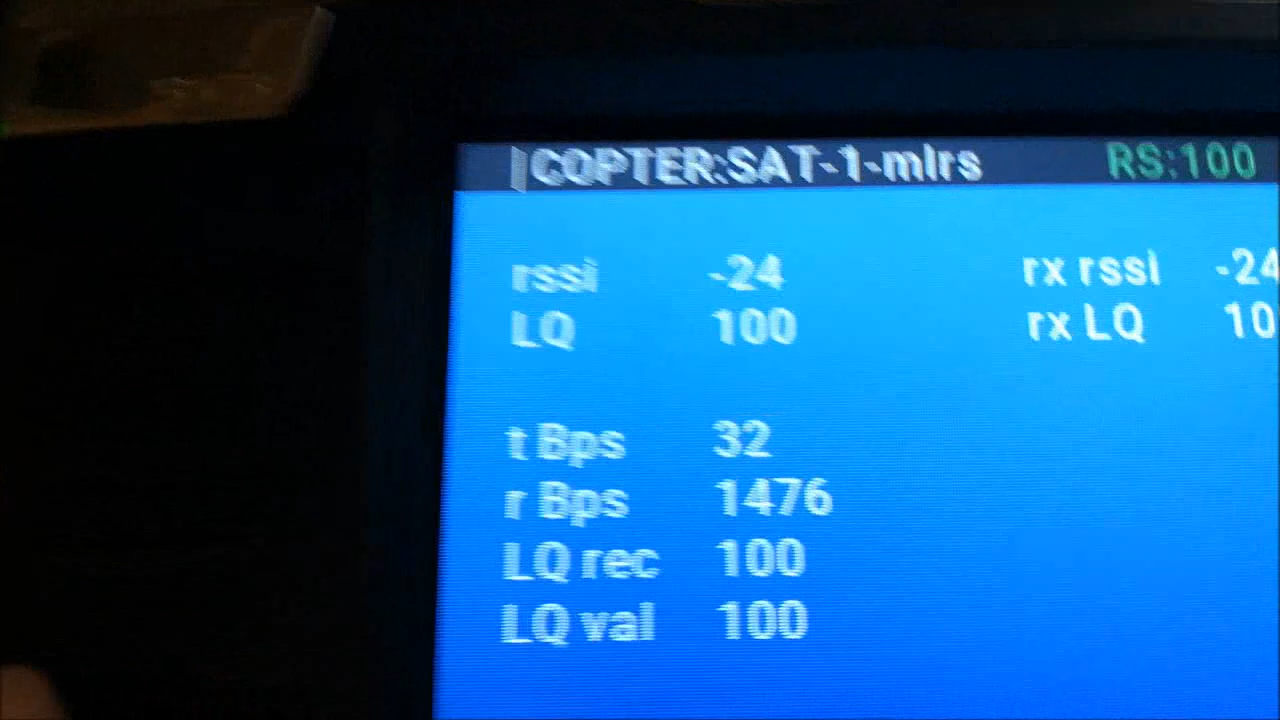 |COPTER:SAT-1-mlrs RS:100
rssi -24 rx rssi -24
LQ 100 rx LQ 10
t Bps 32
r Bps 1476
LQ rec 100
LQ val 100